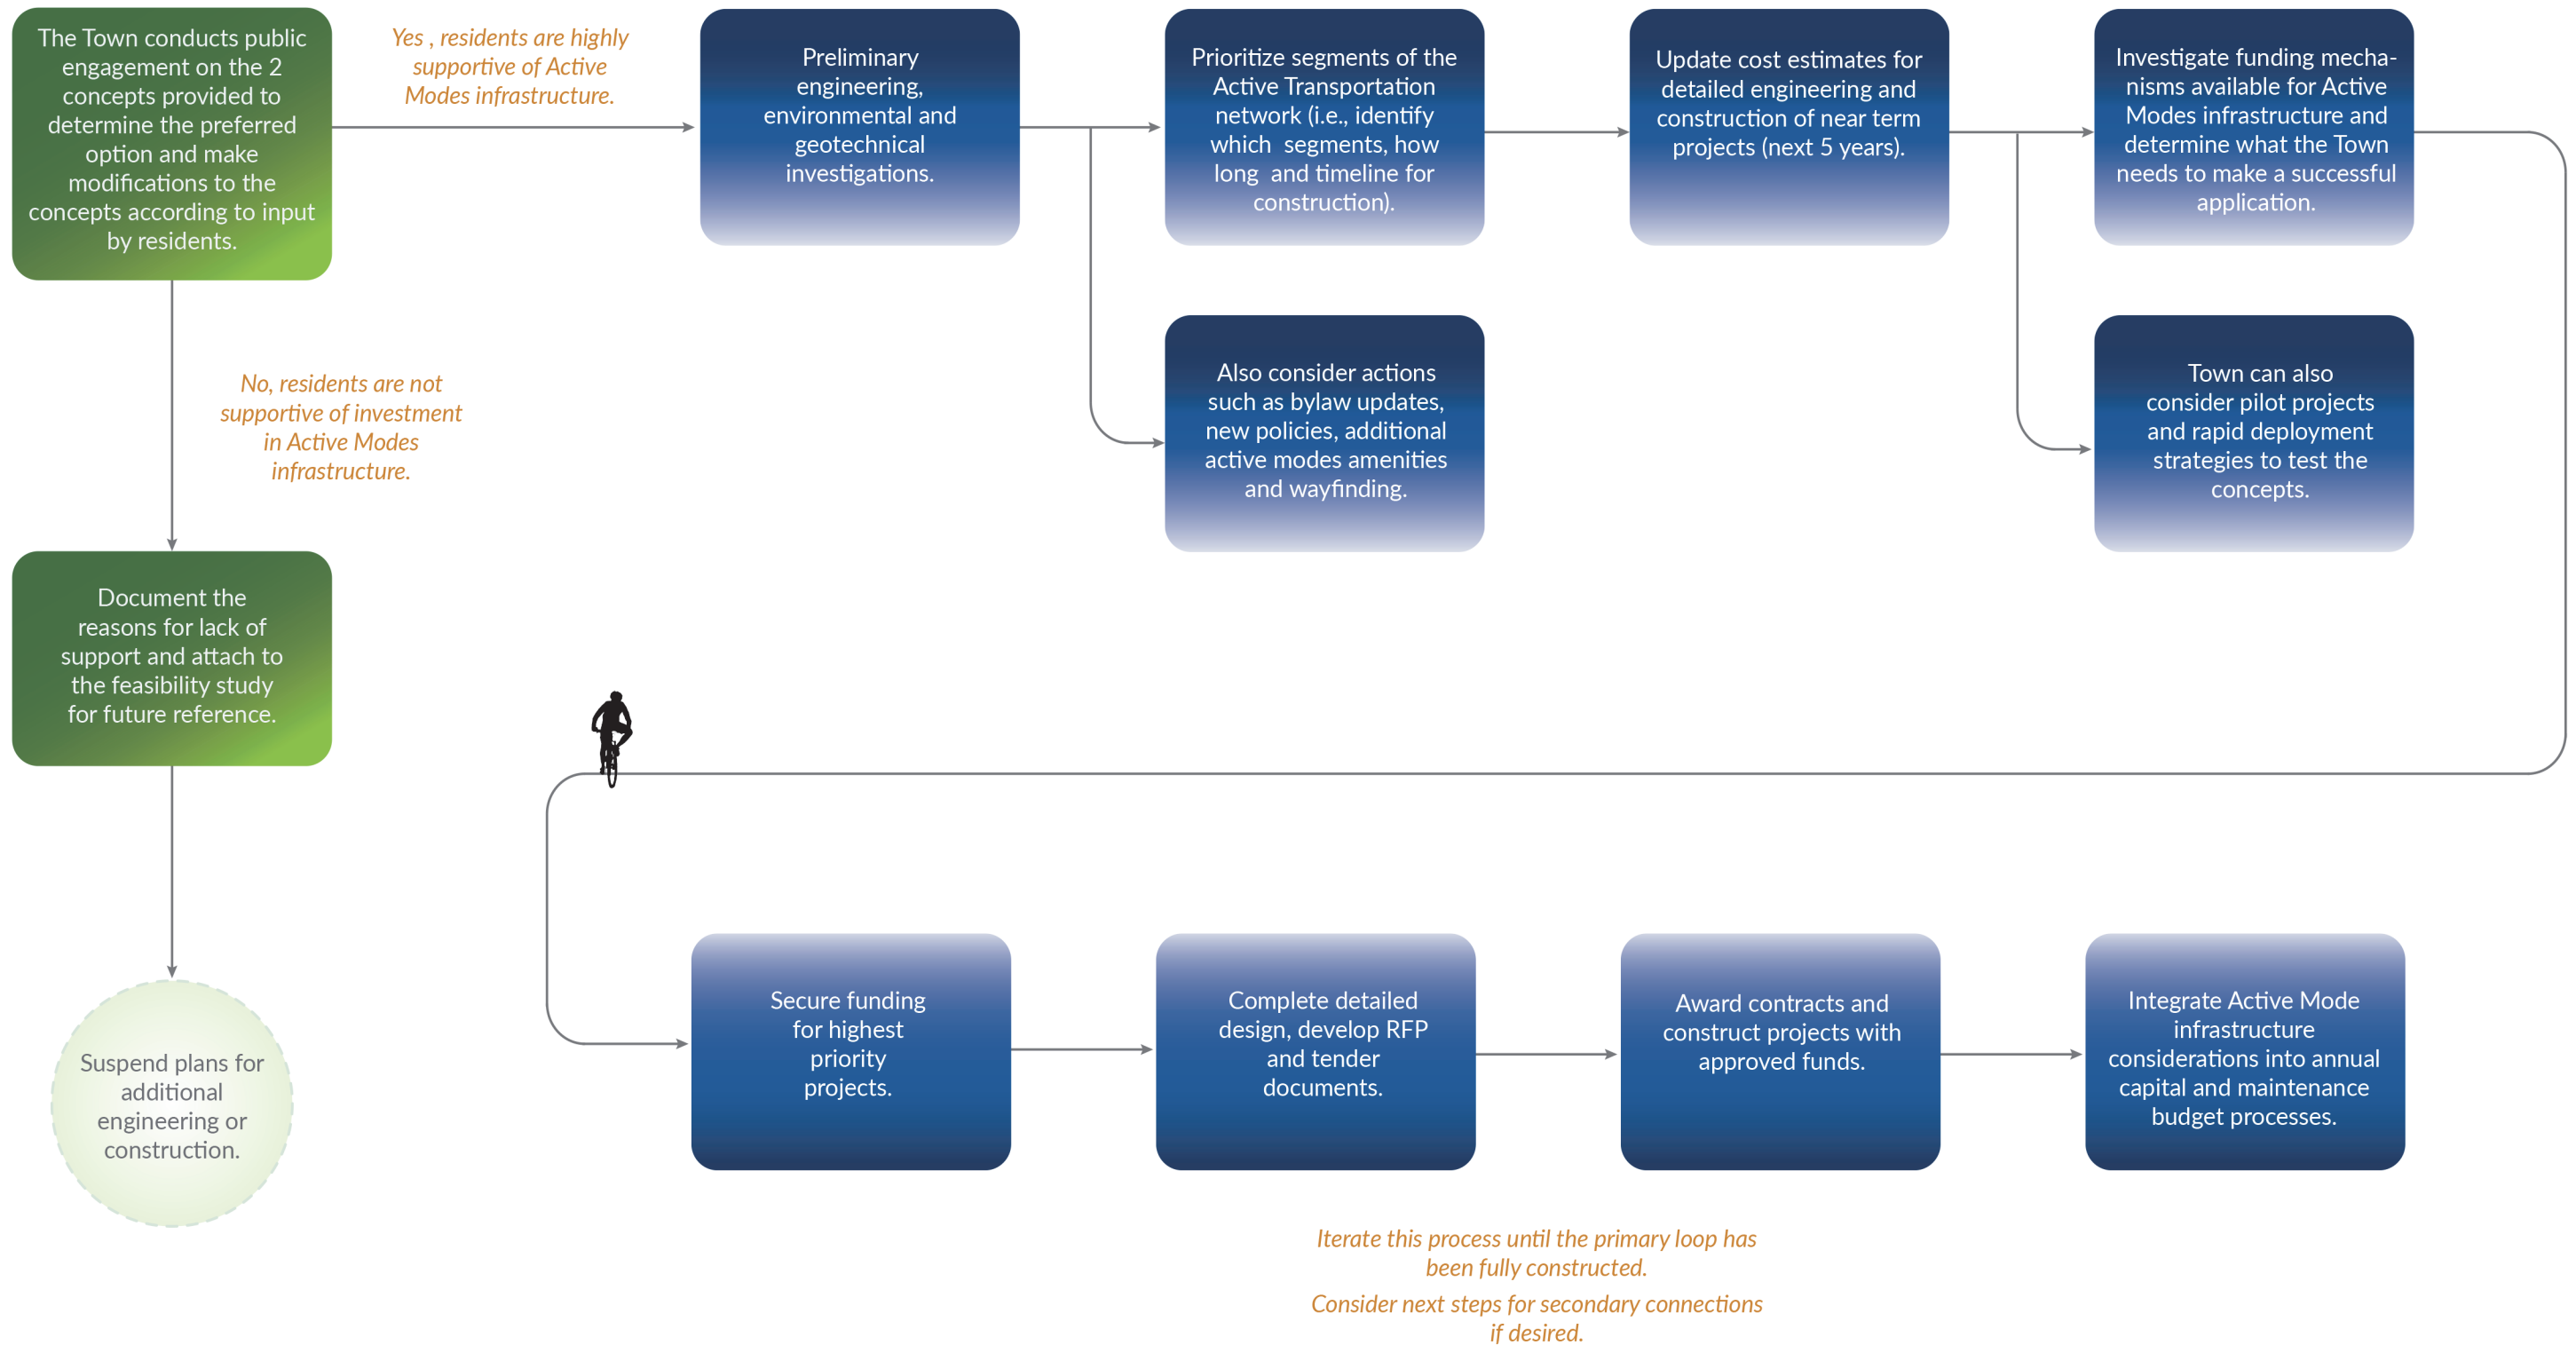 The Town conducts public
engagement on the 2
concepts provided to
determine the preferred
option and make
modifications to the
concepts according to input
by residents.
Yes , residents are highly
supportive of Active
Modes infrastructure.
Preliminary
engineering,
environmental and
geotechnical
investigations.
Prioritize segments of the
Active Transportation
network (i.e., identify
which segments, how
long and timeline for
construction).
Update cost estimates for
detailed engineering and
construction of near term
projects (next 5 years).
Investigate funding mecha-
nisms available for Active
Modes infrastructure and
determine what the Town
needs to make a successful
application.
Also consider actions
such as bylaw updates,
new policies, additional
active modes amenities
and wayfinding.
Town can also
consider pilot projects
and rapid deployment
strategies to test the
concepts.
No, residents are not
supportive of investment
in Active Modes
infrastructure.
Document the
reasons for lack of
support and attach to
the feasibility study
for future reference.
Suspend plans for
additional
engineering or
construction.
Secure funding
for highest
priority
projects.
Complete detailed
design, develop RFP
and tender
documents.
Award contracts and
construct projects with
approved funds.
Integrate Active Mode
infrastructure
considerations into annual
capital and maintenance
budget processes.
Iterate this process until the primary loop has
been fully constructed.
Consider next steps for secondary connections
if desired.